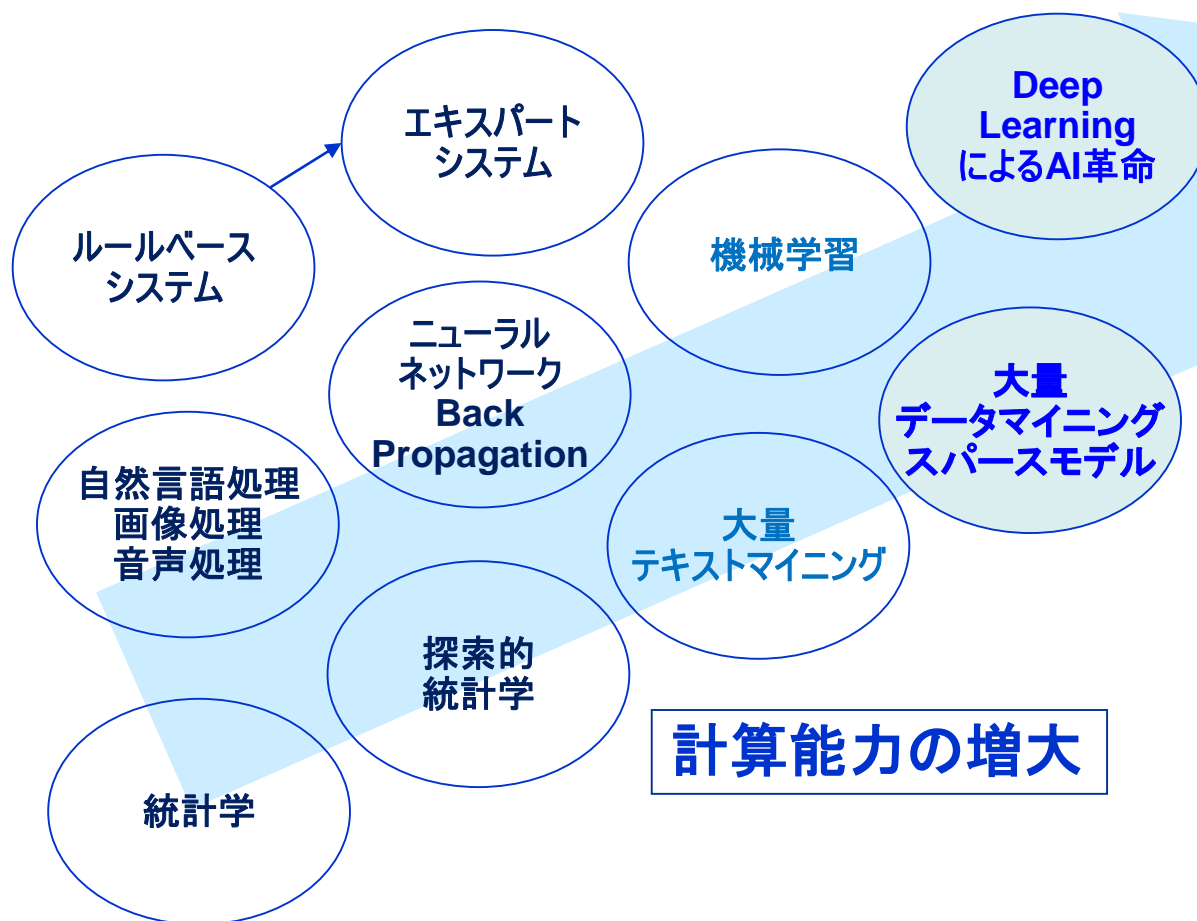 エキスパート
システム
Deep
Learning
によるAI革命
ルールベース
システム
機械学習
ニューラル
ネットワーク
Back
Propagation
大量
データマイニング
スパースモデル
自然言語処理
画像処理
音声処理
大量
テキストマイニング
探索的
統計学
計算能力の増大
統計学